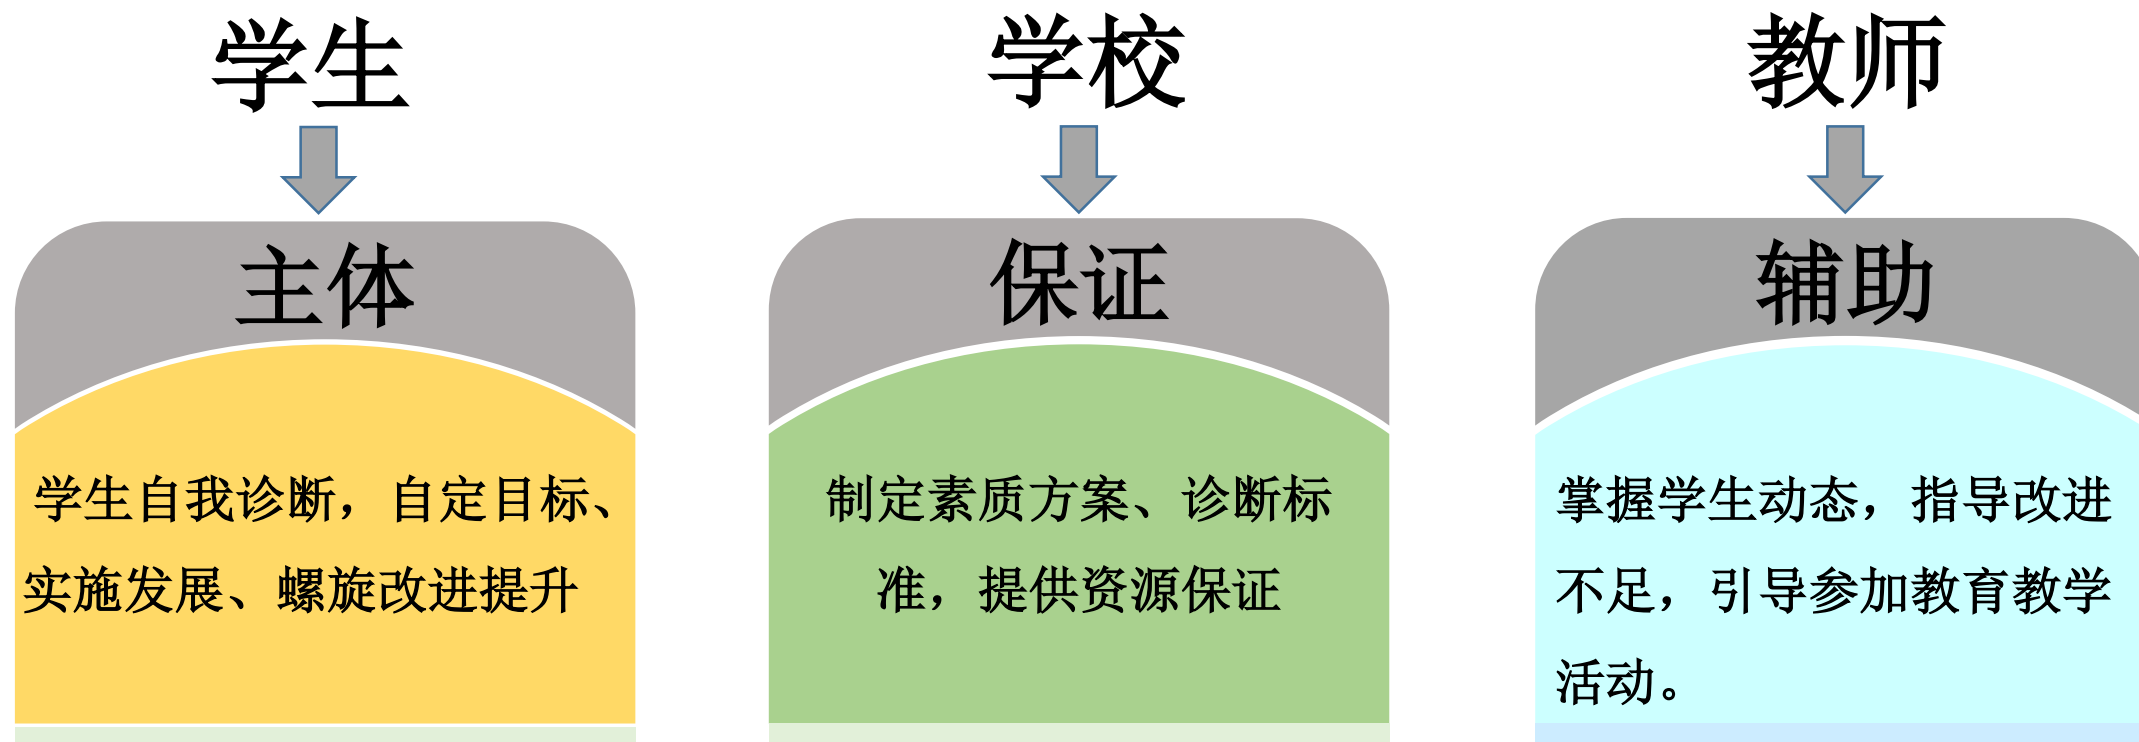 学生
主体
学生自我诊断，自定目标、
实施发展、螺旋改进提升
学校
保证
制定素质方案、诊断标
准，提供资源保证
教师
辅助
掌握学生动态，指导改进
不足，引导参加教育教学
活动。